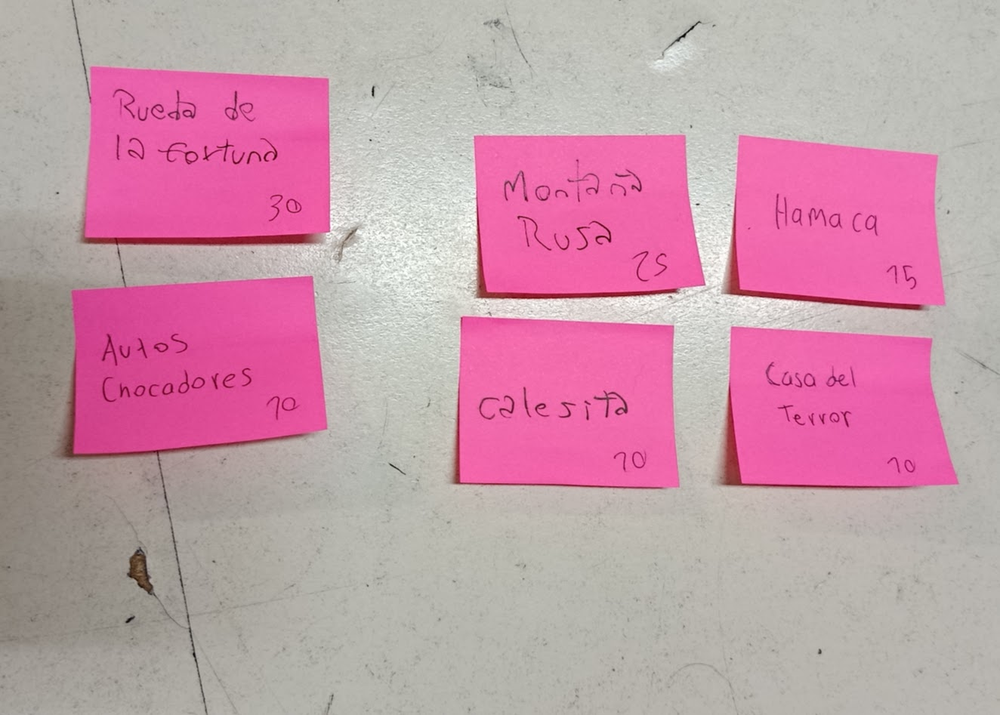 Rueda de
la fortuna
30
Autos
Chocadores
10
Montaña
Rusa
25
Hamaca
15
Calesita
10
Casa del
Terror
10